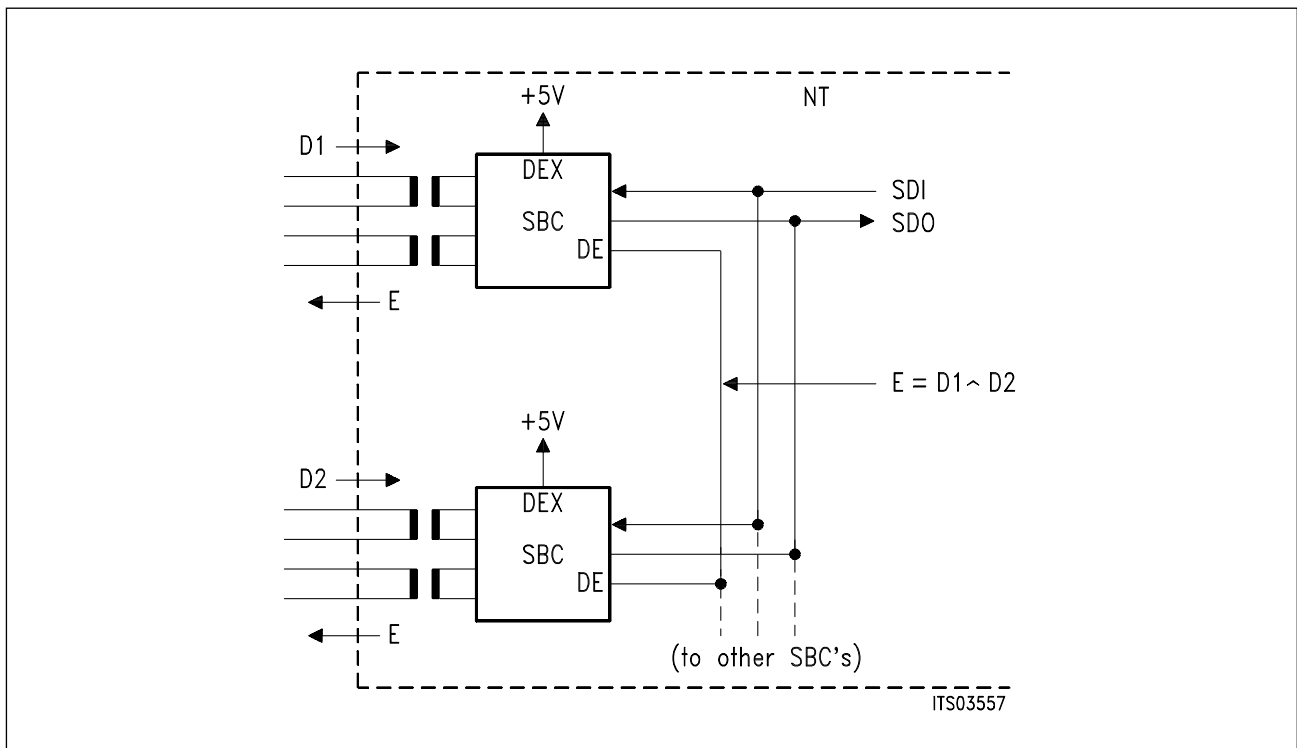 +5V
NT
D1
DEX
SDI
SBC
SDO
DE
E
E = D1 ^ D2
+5V
D2
DEX
SBC
DE
E
(to other SBC's)
ITS03557